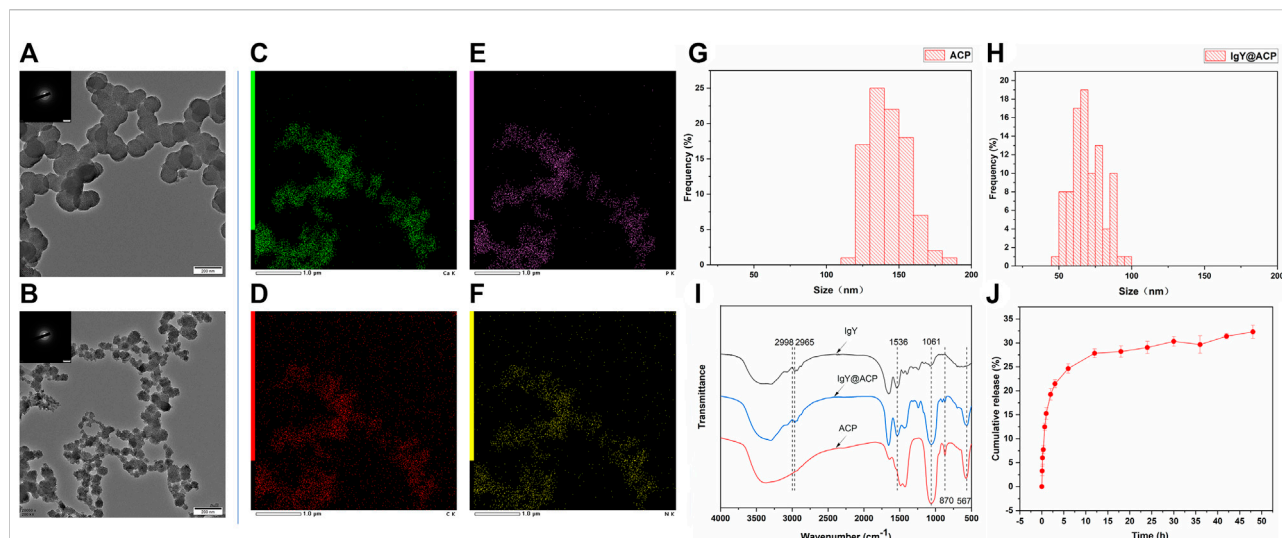 A
200 nm
B
200 nm
C
1.0 μm
Ca K
D
1.0 μm
C K
E
1.0 μm
P K
F
1.0 μm
N K
G
ACP
Frequency (%)
25
20
15
10
5
0
50
100
150
200
Size（nm）
H
IgY@ACP
Frequency (%)
20
18
16
14
12
10
8
6
4
2
0
50
100
150
200
Size（nm）
I
IgY
2998
2965
1536
1061
IgY@ACP
ACP
870
567
Transmittance
4000
3500
3000
2500
2000
1500
1000
500
Wavenumber (cm-1)
J
Cumulative release (%)
55
50
45
40
35
30
25
20
15
10
5
0
-5
-5
0
5
10
15
20
25
30
35
40
45
50
55
Time (h)